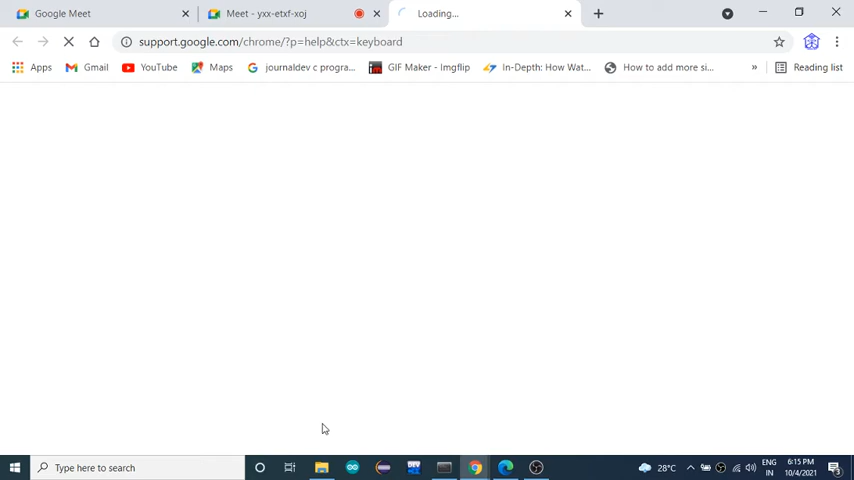 Google Meet
Meet - yxx-etxf-xoj
Loading...
support.google.com/chrome/?p=help&ctx=keyboard
Apps
Gmail
YouTube
Maps
journaldev c progra...
GIF Maker - Imgflip
In-Depth: How Wat...
How to add more si...
»
Reading list
Type here to search
DEV
28°C
ENG
IN
6:15 PM
10/4/2021
3